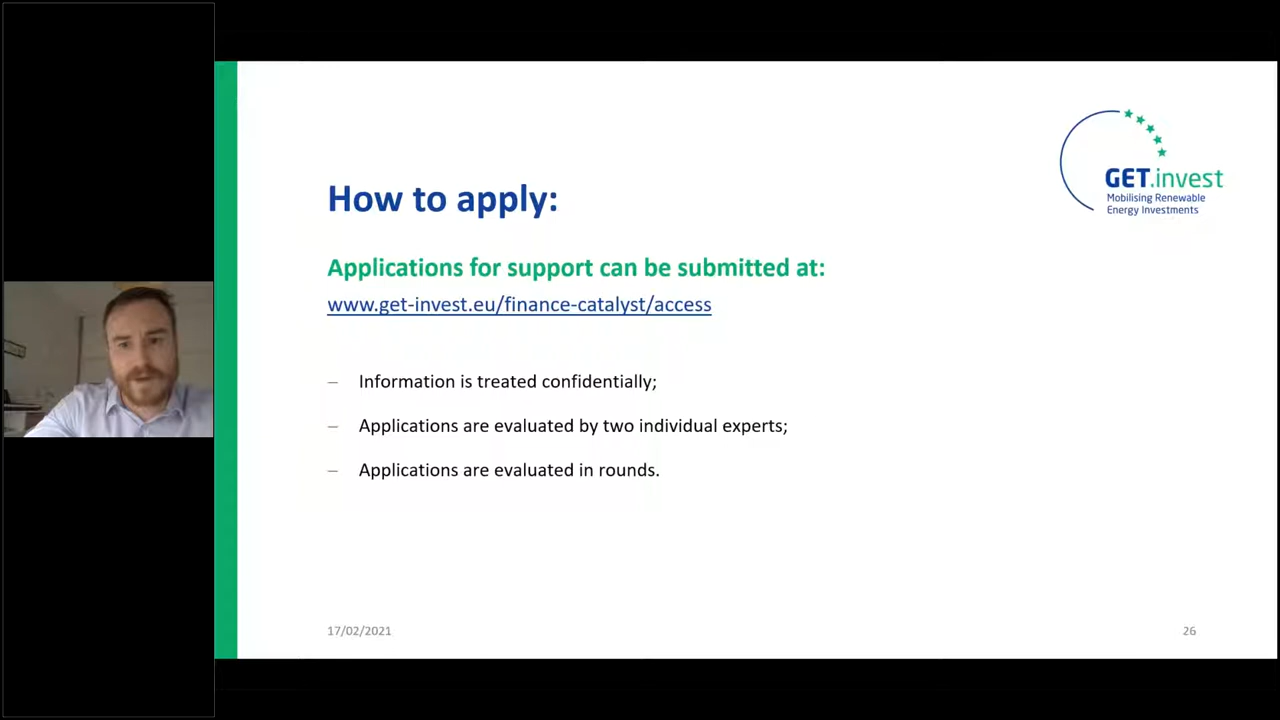 GET.invest
Mobilising Renewable
Energy Investments
How to apply:
Applications for support can be submitted at:
www.get-invest.eu/finance-catalyst/access
– Information is treated confidentially;
– Applications are evaluated by two individual experts;
– Applications are evaluated in rounds.
17/02/2021
26